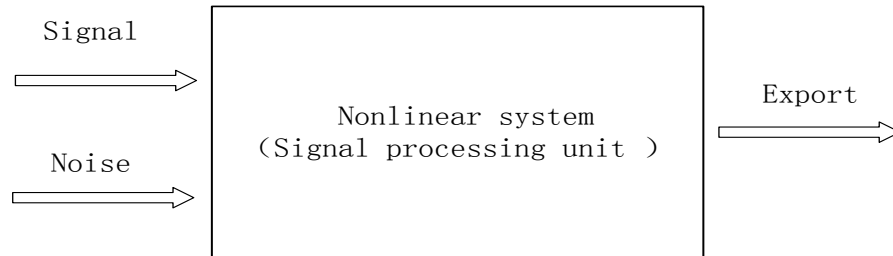 Signal
Noise
Nonlinear system
（Signal processing unit ）
Export